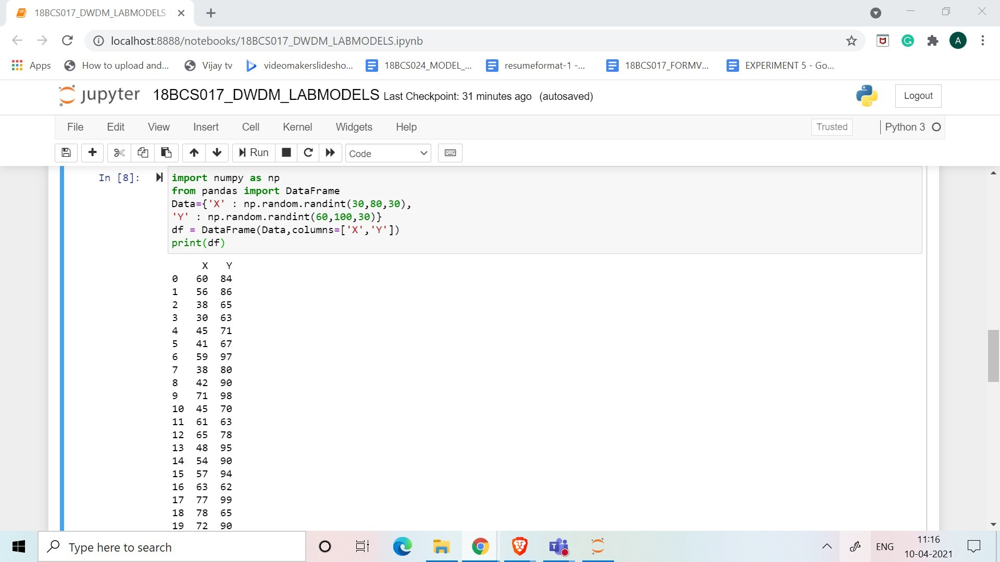 18BCS017_DWDM_LABMODELS
localhost:8888/notebooks/18BCS017_DWDM_LABMODELS.ipynb
A
Apps How to upload and... Vijay tv videomakerslidesho... 18BCS024_MODEL_... resumeformat-1 -... 18BCS017_FORMV... EXPERIMENT 5 - Go...
jupyter 18BCS017_DWDM_LABMODELS Last Checkpoint: 31 minutes ago (autosaved) Logout
File Edit View Insert Cell Kernel Widgets Help Trusted Python 3
Run Code
In [8]: import numpy as np
from pandas import DataFrame
Data={'X' : np.random.randint(30,80,30),
'Y' : np.random.randint(60,100,30)}
df = DataFrame(Data,columns=['X','Y'])
print(df)
X Y
0 60 84
1 56 86
2 38 65
3 30 63
4 45 71
5 41 67
6 59 97
7 38 80
8 42 90
9 71 98
10 45 70
11 61 63
12 65 78
13 48 95
14 54 90
15 57 94
16 63 62
17 77 99
18 78 65
19 72 90
Type here to search ENG 11:16
10-04-2021